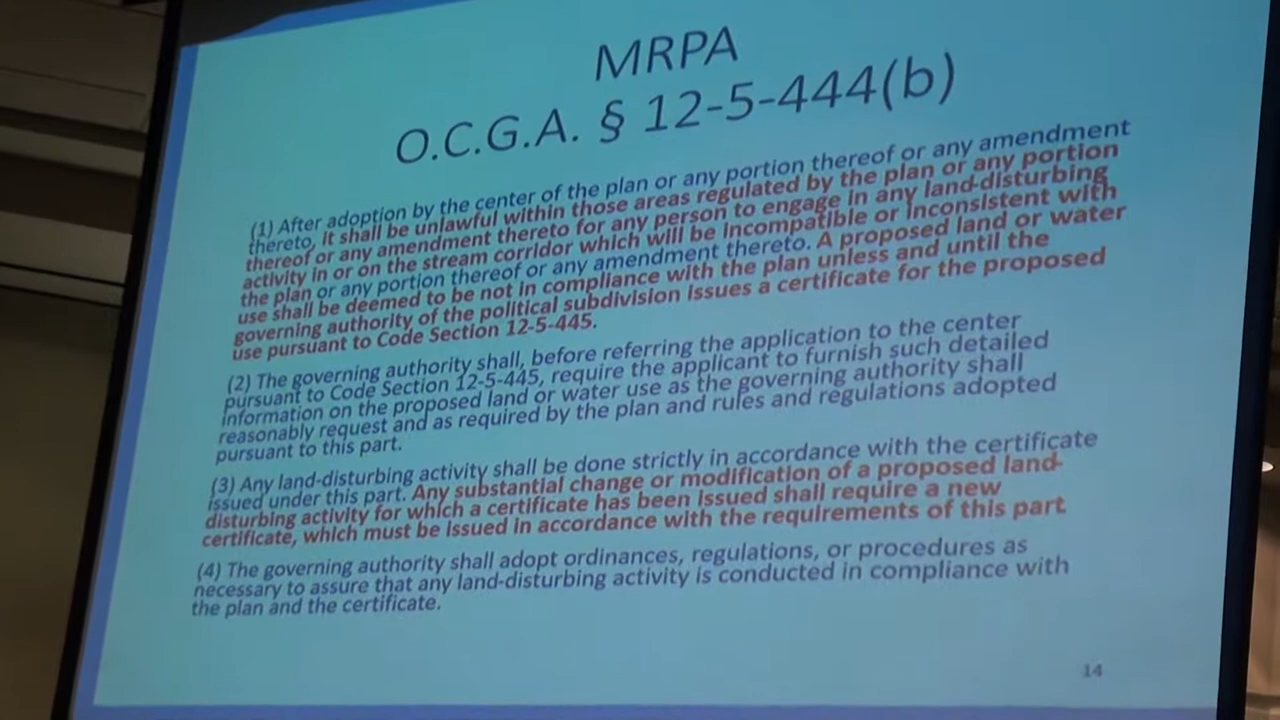 MRPA
O.C.G.A. § 12-5-444(b)
(1) After adoption by the center of the plan or any portion thereof or any amendment
thereto, it shall be unlawful within those areas regulated by the plan or any portion
thereof or any amendment thereto for any person to engage in any land-disturbing
activity in or on the stream corridor which will be incompatible or inconsistent with
the plan or any portion thereof or any amendment thereto. A proposed land or water
use shall be deemed to be not in compliance with the plan unless and until the
governing authority of the political subdivision issues a certificate for the proposed
use pursuant to Code Section 12-5-445.
(2) The governing authority shall, before referring the application to the center
pursuant to Code Section 12-5-445, require the applicant to furnish such detailed
information on the proposed land or water use as the governing authority shall
reasonably request and as required by the plan and rules and regulations adopted
pursuant to this part.
(3) Any land-disturbing activity shall be done strictly in accordance with the certificate
issued under this part. Any substantial change or modification of a proposed land-
disturbing activity for which a certificate has been issued shall require a new
certificate, which must be issued in accordance with the requirements of this part.
(4) The governing authority shall adopt ordinances, regulations, or procedures as
necessary to assure that any land-disturbing activity is conducted in compliance with
the plan and the certificate.
14